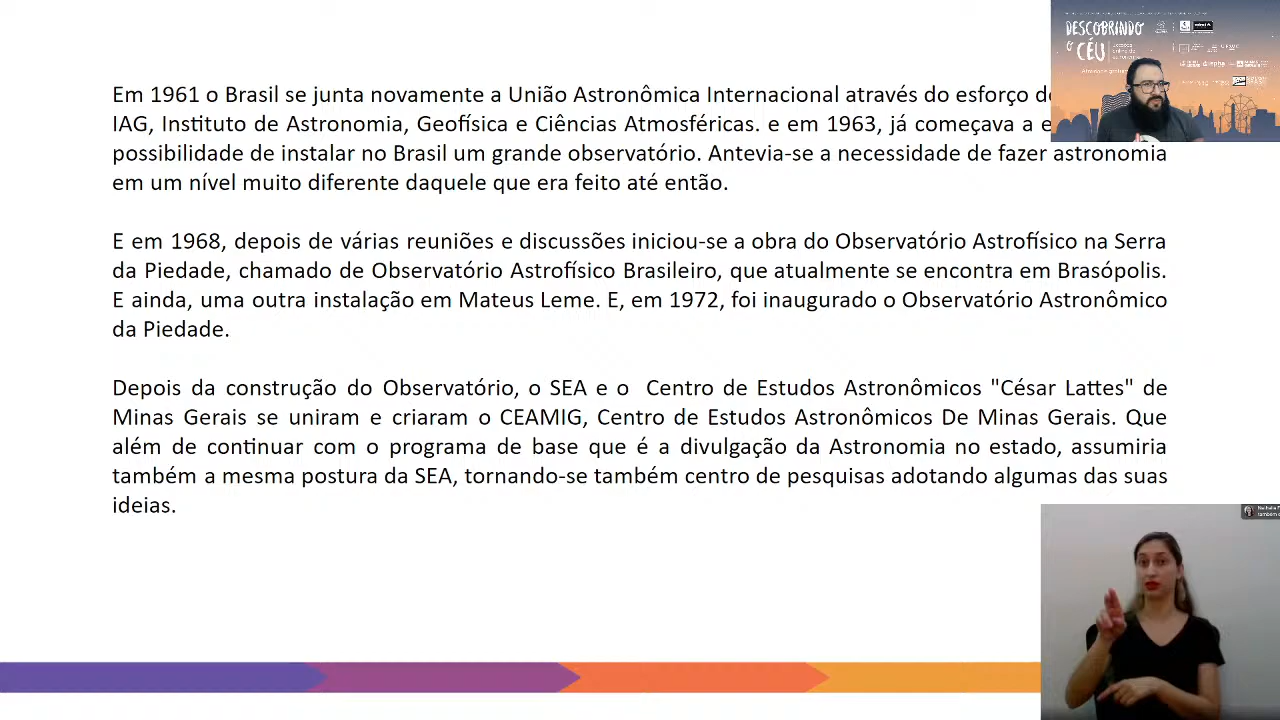 DESCOBRINDO
O CÉU
Em 1961 o Brasil se junta novamente a União Astronômica Internacional através do esforço
IAG, Instituto de Astronomia, Geofísica e Ciências Atmosféricas. e em 1963, já começava a
possibilidade de instalar no Brasil um grande observatório. Antevia-se a necessidade de fazer astronomia
em um nível muito diferente daquele que era feito até então.
E em 1968, depois de várias reuniões e discussões iniciou-se a obra do Observatório Astrofísico na Serra
da Piedade, chamado de Observatório Astrofísico Brasileiro, que atualmente se encontra em Brasópolis.
E ainda, uma outra instalação em Mateus Leme. E, em 1972, foi inaugurado o Observatório Astronômico
da Piedade.
Depois da construção do Observatório, o SEA e o Centro de Estudos Astronômicos "César Lattes" de
Minas Gerais se uniram e criaram o CEAMIG, Centro de Estudos Astronômicos De Minas Gerais. Que
além de continuar com o programa de base que é a divulgação da Astronomia no estado, assumiria
também a mesma postura da SEA, tornando-se também centro de pesquisas adotando algumas das suas
ideias.